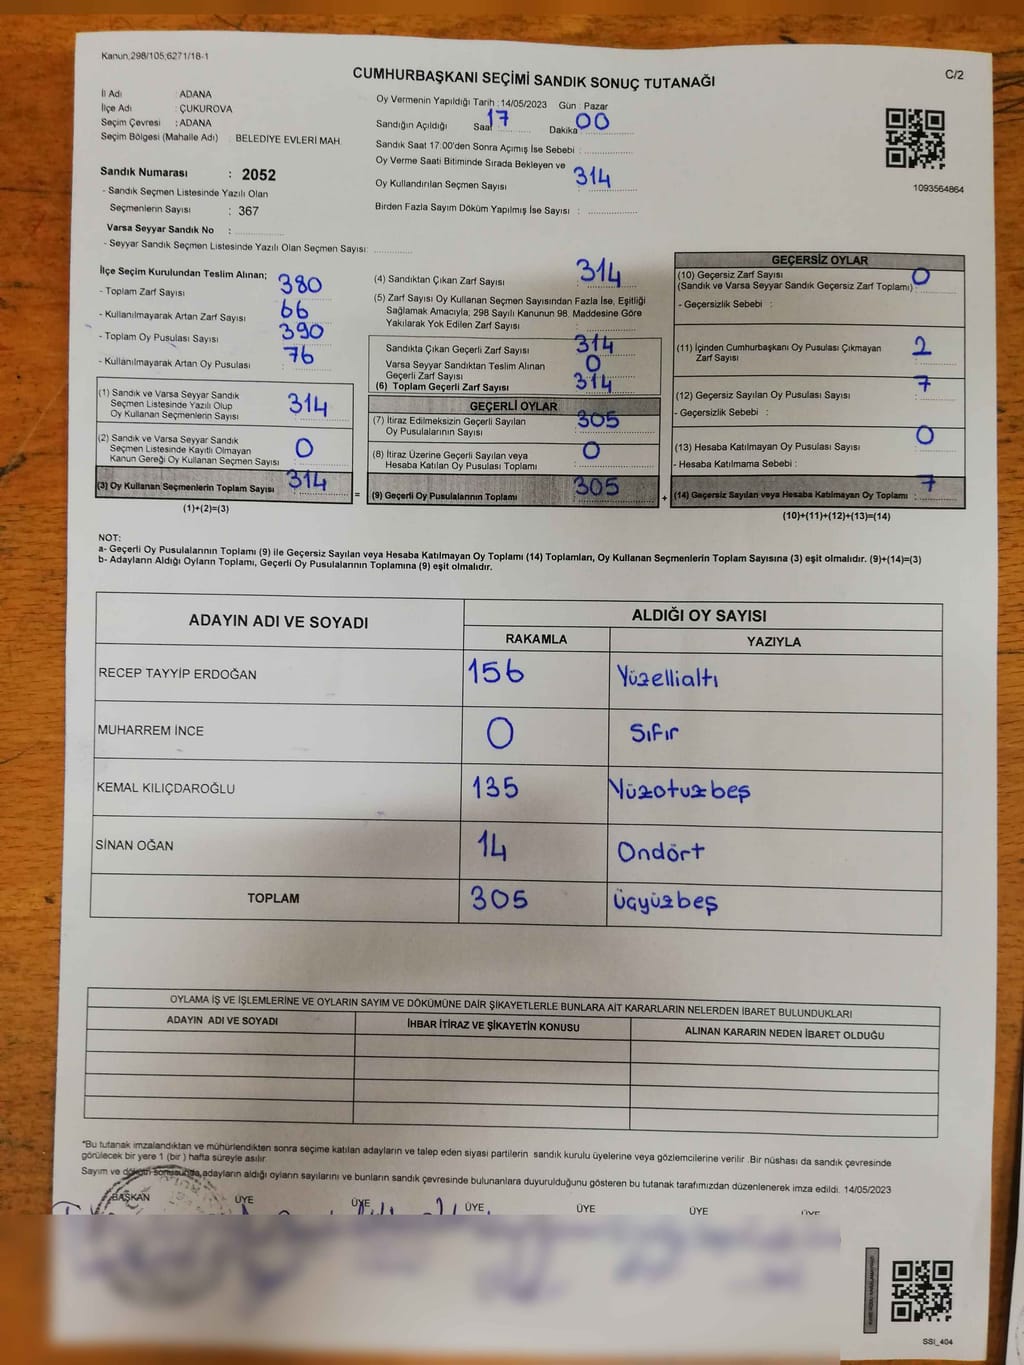 Kanun,298/105;6271/18-1
C/2
CUMHURBAŞKANI SEÇİMİ SANDIK SONUÇ TUTANAĞI
İl Adı : ADANA
İlçe Adı : ÇUKUROVA
Seçim Çevresi : ADANA
Seçim Bölgesi (Mahalle Adı) : BELEDİYE EVLERİ MAH.
Sandık Numarası : 2052
- Sandık Seçmen Listesinde Yazılı Olan
Seçmenlerin Sayısı : 367
Varsa Seyyar Sandık No :
- Seyyar Sandık Seçmen Listesinde Yazılı Olan Seçmen Sayısı:
Oy Vermenin Yapıldığı Tarih : 14/05/2023 Gün : Pazar
Sandığın Açıldığı Saat 17 Dakika 00
Sandık Saat 17:00'den Sonra Açımış İse Sebebi :
Oy Verme Saati Bitiminde Sırada Bekleyen ve
Oy Kullandırılan Seçmen Sayısı 314
Birden Fazla Sayım Döküm Yapılmış İse Sayısı :
1093564864
İlçe Seçim Kurulundan Teslim Alınan;
- Toplam Zarf Sayısı 380
- Kullanılmayarak Artan Zarf Sayısı 66
- Toplam Oy Pusulası Sayısı 390
- Kullanılmayarak Artan Oy Pusulası 76
(1) Sandık ve Varsa Seyyar Sandık
Seçmen Listesinde Yazılı Olup
Oy Kullanan Seçmenlerin Sayısı 314
(2) Sandık ve Varsa Seyyar Sandık
Seçmen Listesinde Kayıtlı Olmayan
Kanun Gereği Oy Kullanan Seçmen Sayısı 0
(3) Oy Kullanan Seçmenlerin Toplam Sayısı 314
(1)+(2)=(3)
=
(4) Sandıktan Çıkan Zarf Sayısı 314
(5) Zarf Sayısı Oy Kullanan Seçmen Sayısından Fazla İse, Eşitliği
Sağlamak Amacıyla; 298 Sayılı Kanunun 98. Maddesine Göre
Yakılarak Yok Edilen Zarf Sayısı :
Sandıkta Çıkan Geçerli Zarf Sayısı 314
Varsa Seyyar Sandıktan Teslim Alınan
Geçerli Zarf Sayısı 0
(6) Toplam Geçerli Zarf Sayısı 314
GEÇERLİ OYLAR
(7) İtiraz Edilmeksizin Geçerli Sayılan
Oy Pusulalarının Sayısı 305
(8) İtiraz Üzerine Geçerli Sayılan veya
Hesaba Katılan Oy Pusulası Toplamı 0
(9) Geçerli Oy Pusulalarının Toplamı 305
+
GEÇERSİZ OYLAR
(10) Geçersiz Zarf Sayısı
(Sandık ve Varsa Seyyar Sandık Geçersiz Zarf Toplamı) 0
- Geçersizlik Sebebi :
(11) İçinden Cumhurbaşkanı Oy Pusulası Çıkmayan
Zarf Sayısı 2
(12) Geçersiz Sayılan Oy Pusulası Sayısı 7
- Geçersizlik Sebebi :
(13) Hesaba Katılmayan Oy Pusulası Sayısı 0
- Hesaba Katılmama Sebebi :
(14) Geçersiz Sayılan veya Hesaba Katılmayan Oy Toplamı : 7
(10)+(11)+(12)+(13)=(14)
NOT:
a- Geçerli Oy Pusulalarının Toplamı (9) ile Geçersiz Sayılan veya Hesaba Katılmayan Oy Toplamı (14) Toplamları, Oy Kullanan Seçmenlerin Toplam Sayısına (3) eşit olmalıdır. (9)+(14)=(3)
b- Adayların Aldığı Oyların Toplamı, Geçerli Oy Pusulalarının Toplamına (9) eşit olmalıdır.
ADAYIN ADI VE SOYADI ALDIĞI OY SAYISI
RAKAMLA YAZIYLA
RECEP TAYYİP ERDOĞAN 156 Yüzellialtı
MUHARREM İNCE 0 Sıfır
KEMAL KILIÇDAROĞLU 135 Yüzotuzbeş
SİNAN OĞAN 14 Ondört
TOPLAM 305 üçyüzbeş
OYLAMA İŞ VE İŞLEMLERİNE VE OYLARIN SAYIM VE DÖKÜMÜNE DAİR ŞİKAYETLERLE BUNLARA AİT KARARLARIN NELERDEN İBARET BULUNDUKLARI
ADAYIN ADI VE SOYADI İHBAR İTİRAZ VE ŞİKAYETİN KONUSU ALINAN KARARIN NEDEN İBARET OLDUĞU
*Bu tutanak imzalandıktan ve mühürlendikten sonra seçime katılan adayların ve talep eden siyasi partilerin sandık kurulu üyelerine veya gözlemcilerine verilir .Bir nüshası da sandık çevresinde
görülecek bir yere 1 (bir ) hafta süreyle asılır.
Sayım ve döküm sonucunda,adayların aldığı oyların sayılarını ve bunların sandık çevresinde bulunanlara duyurulduğunu gösteren bu tutanak tarafımızdan düzenlenerek imza edildi. 14/05/2023
BAŞKAN ÜYE ÜYE ÜYE ÜYE ÜYE ÜYE
SSİ_404